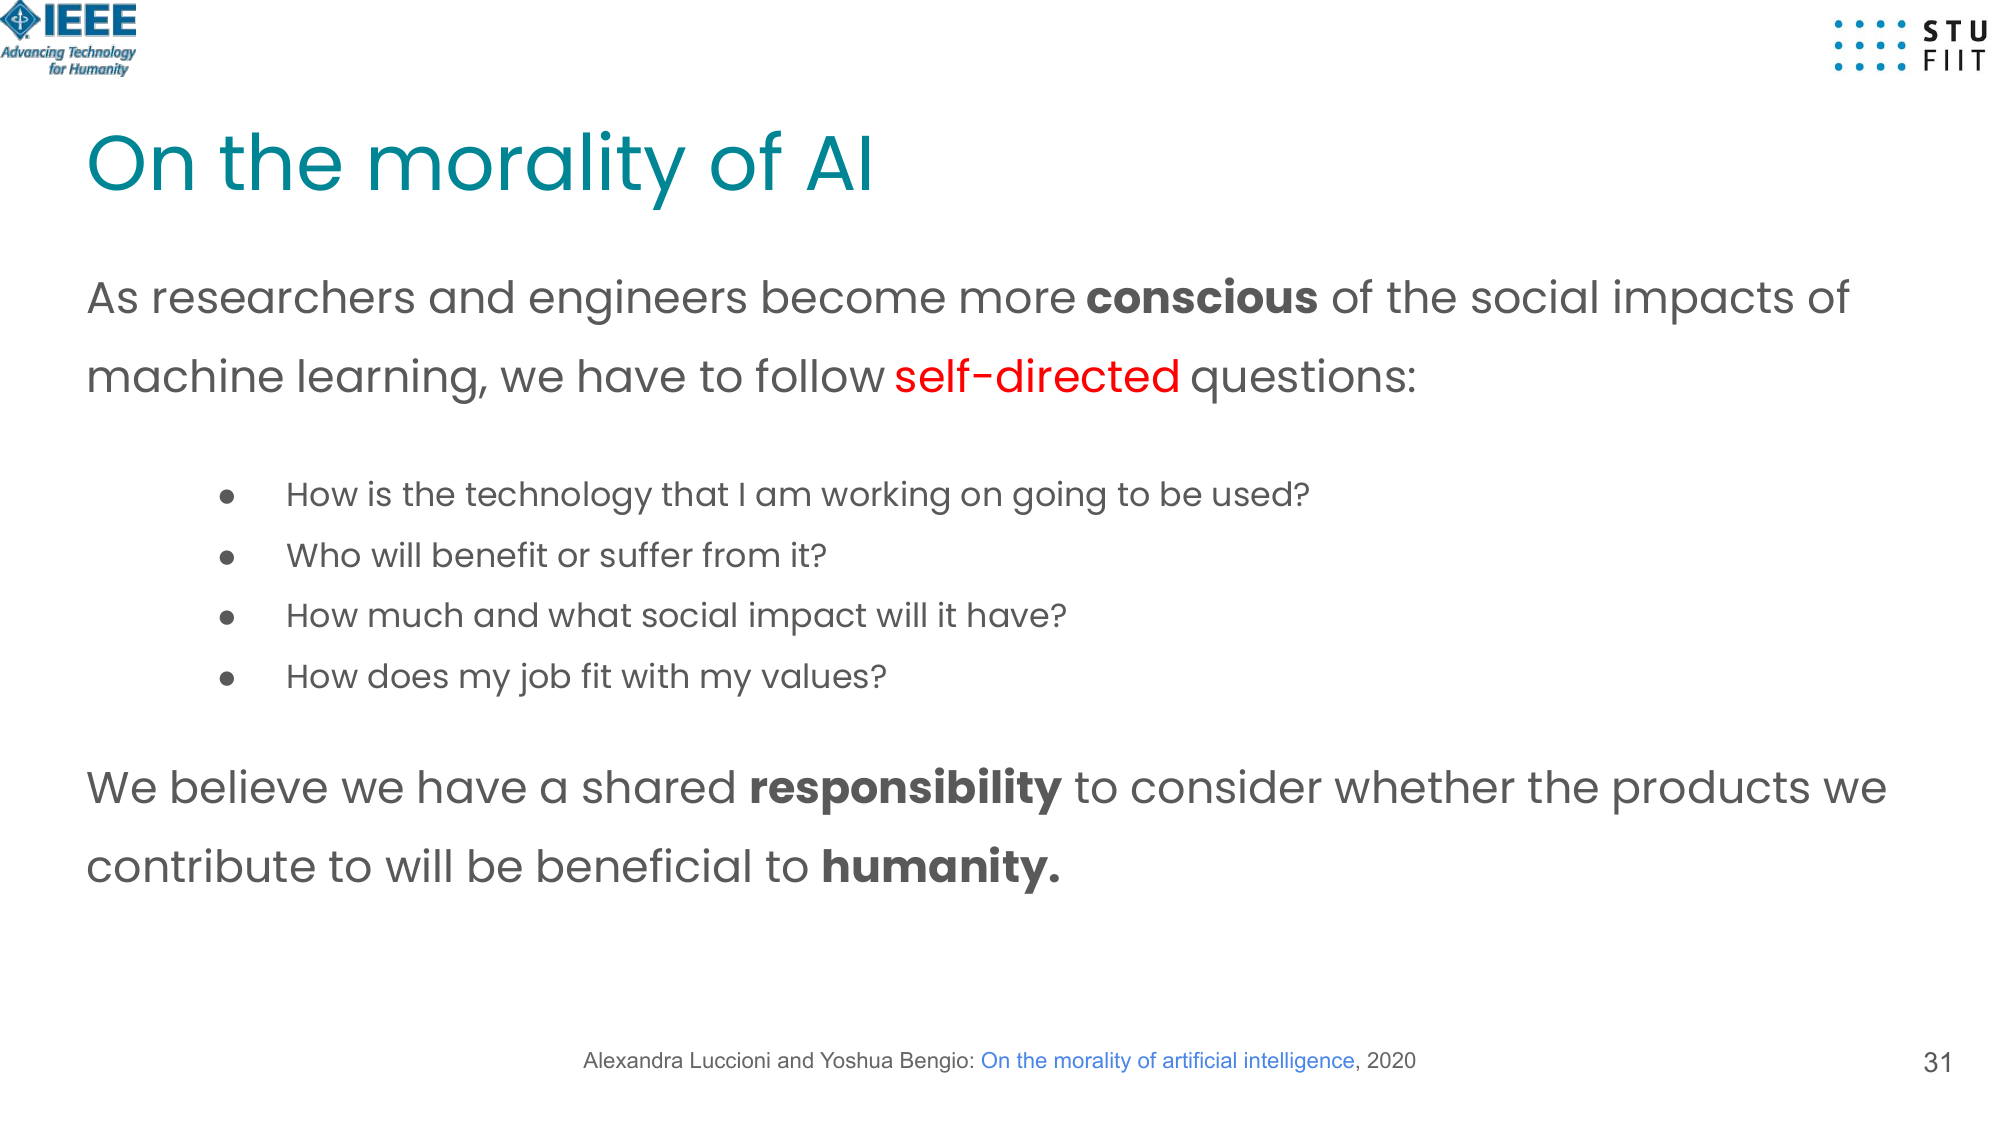 IEEE
Advancing Technology
for Humanity
STU
FIIT
On the morality of AI
As researchers and engineers become more conscious of the social impacts of
machine learning, we have to follow self-directed questions:
● How is the technology that I am working on going to be used?
● Who will benefit or suffer from it?
● How much and what social impact will it have?
● How does my job fit with my values?
We believe we have a shared responsibility to consider whether the products we
contribute to will be beneficial to humanity.
Alexandra Luccioni and Yoshua Bengio: On the morality of artificial intelligence, 2020
31